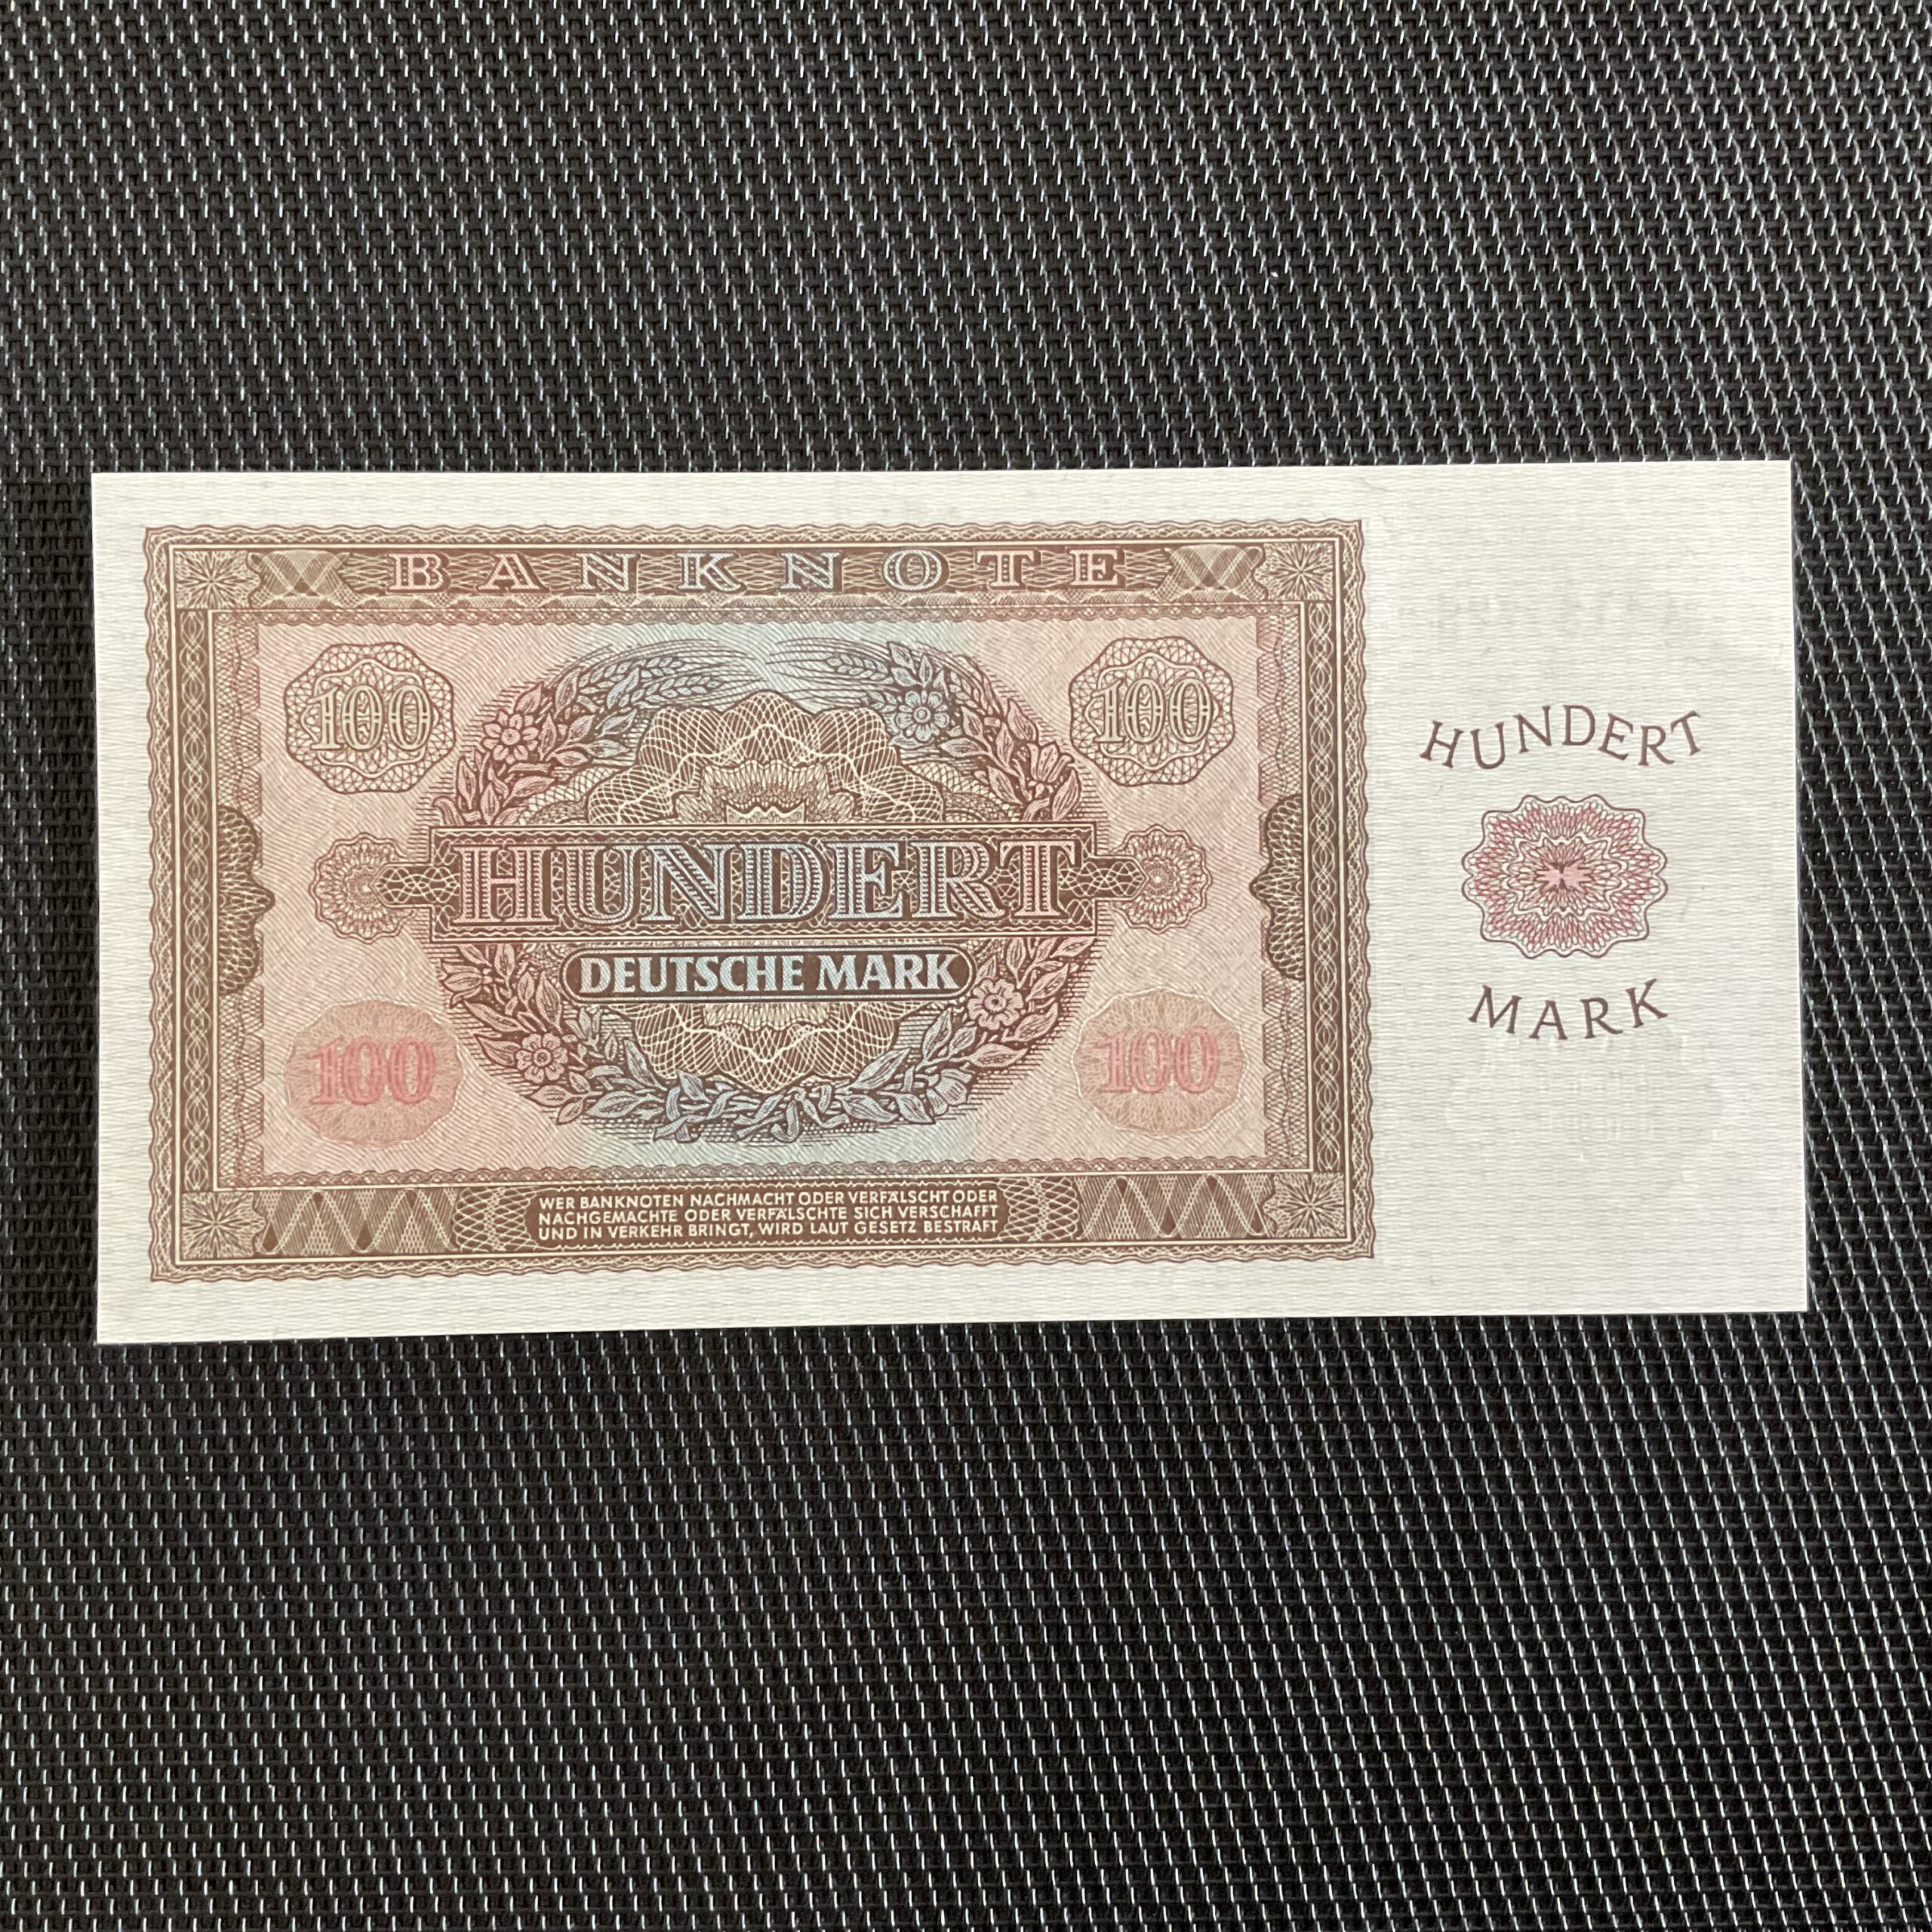 BANKNOTE
100 100
HUNDERT
DEUTSCHE MARK
100 100
WER BANKNOTEN NACHMACHT ODER VERFÄLSCHT ODER
NACHGEMACHTE ODER VERFÄLSCHTE SICH VERSCHAFFT
UND IN VERKEHR BRINGT, WIRD LAUT GESETZ BESTRAFT
HUNDERT
MARK